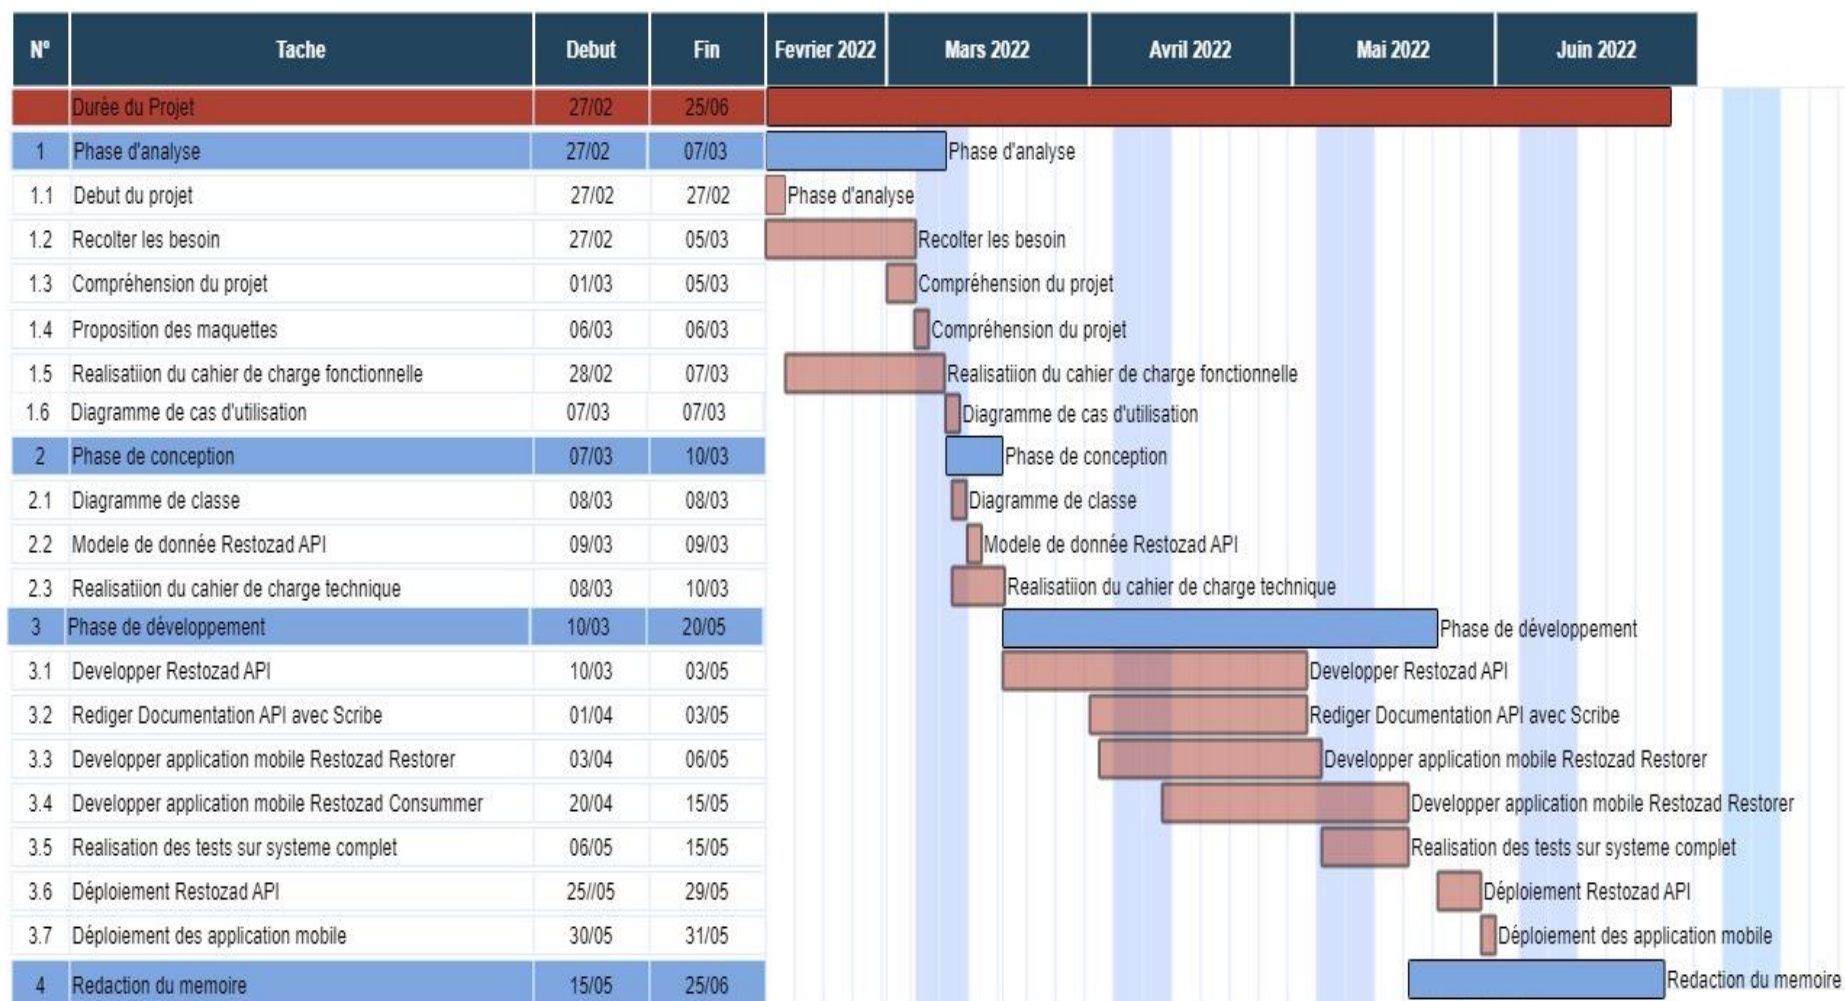 N° Tache Debut Fin Fevrier 2022 Mars 2022 Avril 2022 Mai 2022 Juin 2022
Durèe du Projet 27/02 25/06
1 Phase d'analyse 27/02 07/03 Phase d'analyse
1.1 Debut du projet 27/02 27/02 Phase d'analyse
1.2 Recolter les besoin 27/02 05/03 Recolter les besoin
1.3 Compréhension du projet 01/03 05/03 Compréhension du projet
1.4 Proposition des maquettes 06/03 06/03 Compréhension du projet
1.5 Realisatiion du cahier de charge fonctionnelle 28/02 07/03 Realisatiion du cahier de charge fonctionnelle
1.6 Diagramme de cas d'utilisation 07/03 07/03 Diagramme de cas d'utilisation
2 Phase de conception 07/03 10/03 Phase de conception
2.1 Diagramme de classe 08/03 08/03 Diagramme de classe
2.2 Modele de donnée Restozad API 09/03 09/03 Modele de donnée Restozad API
2.3 Realisatiion du cahier de charge technique 08/03 10/03 Realisatiion du cahier de charge technique
3 Phase de développement 10/03 20/05 Phase de développement
3.1 Developper Restozad API 10/03 03/05 Developper Restozad API
3.2 Rediger Documentation API avec Scribe 01/04 03/05 Rediger Documentation API avec Scribe
3.3 Developper application mobile Restozad Restorer 03/04 06/05 Developper application mobile Restozad Restorer
3.4 Developper application mobile Restozad Consummer 20/04 15/05 Developper application mobile Restozad Restorer
3.5 Realisation des tests sur systeme complet 06/05 15/05 Realisation des tests sur systeme complet
3.6 Déploiement Restozad API 25//05 29/05 Déploiement Restozad API
3.7 Déploiement des application mobile 30/05 31/05 Déploiement des application mobile
4 Redaction du memoire 15/05 25/06 Redaction du memoire